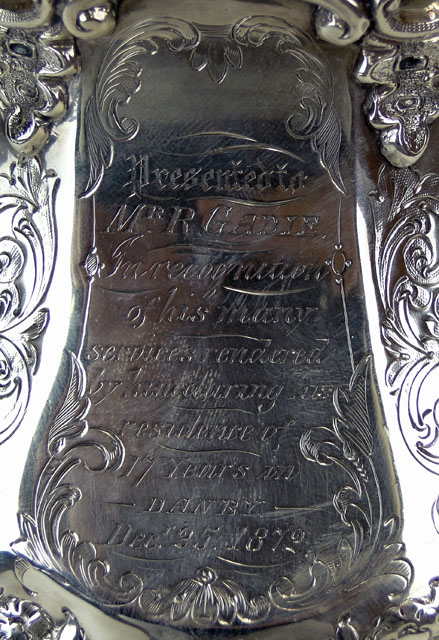 Presented to
Mr R. Gadie
In recognition
of his many
services rendered
by him during his
residence of
17 Years in
DANBY
Decr. 25. 1872.